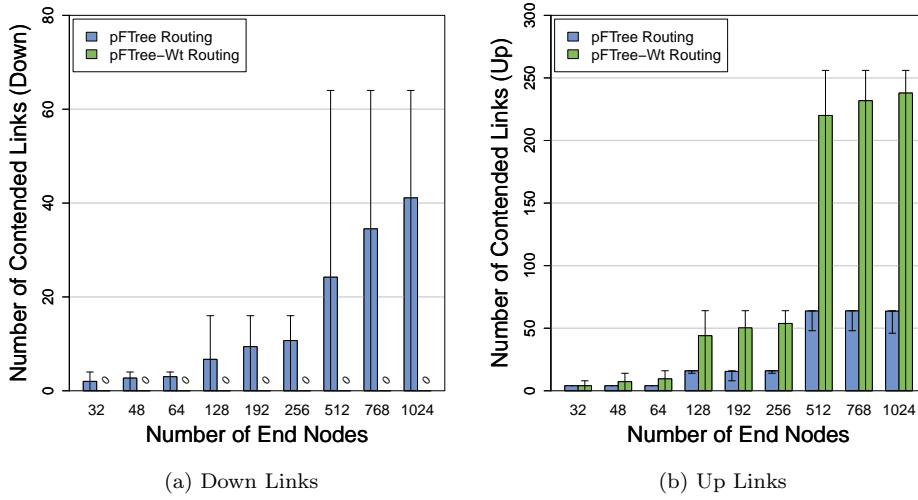 pFTree Routing
pFTree−Wt Routing
Number of Contended Links (Down)
80
60
40
20
0
0 0 0 0 0 0 0 0 0
32 48 64 128 192 256 512 768 1024
Number of End Nodes
(a) Down Links
pFTree Routing
pFTree−Wt Routing
Number of Contended Links (Up)
300
250
200
150
100
50
0
32 48 64 128 192 256 512 768 1024
Number of End Nodes
(b) Up Links